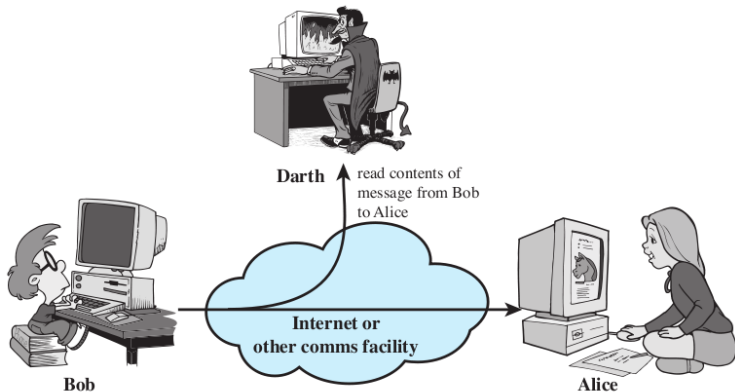 Darth
read contents of
message from Bob
to Alice
Internet or
other comms facility
Bob
Alice